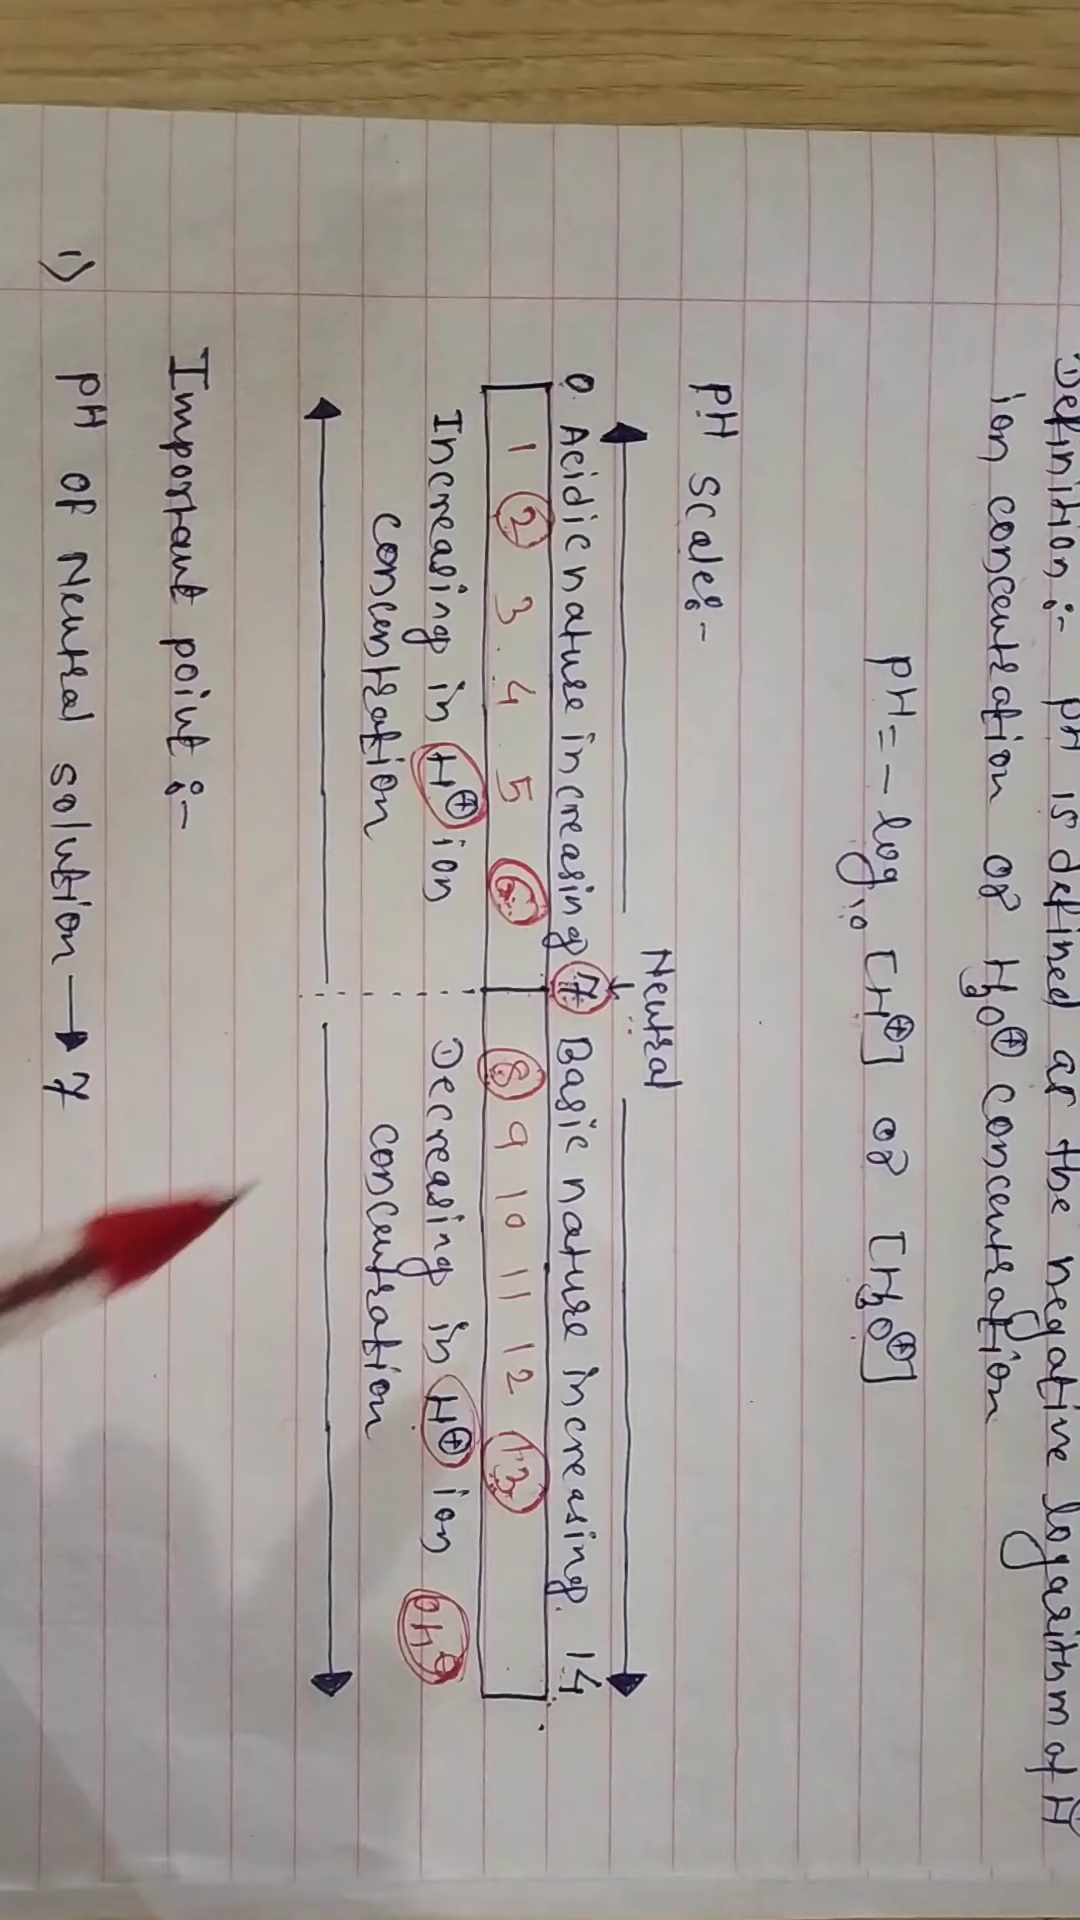 Definition :- pH is defined as the negative logarithm of H
ion concentration or H3O⊕ concentration
pH = - log10 [H⊕] or [H3O⊕]
pH Scale :-
Neutral
0 Acidic nature increasing 7 Basic nature increasing. 14
1 2 3 4 5 6 8 9 10 11 12 13
Increasing in H⊕ ion Decreasing in H⊕ ion OH⊖
concentration concentration
Important point :-
1) pH of Neutral solution → 7